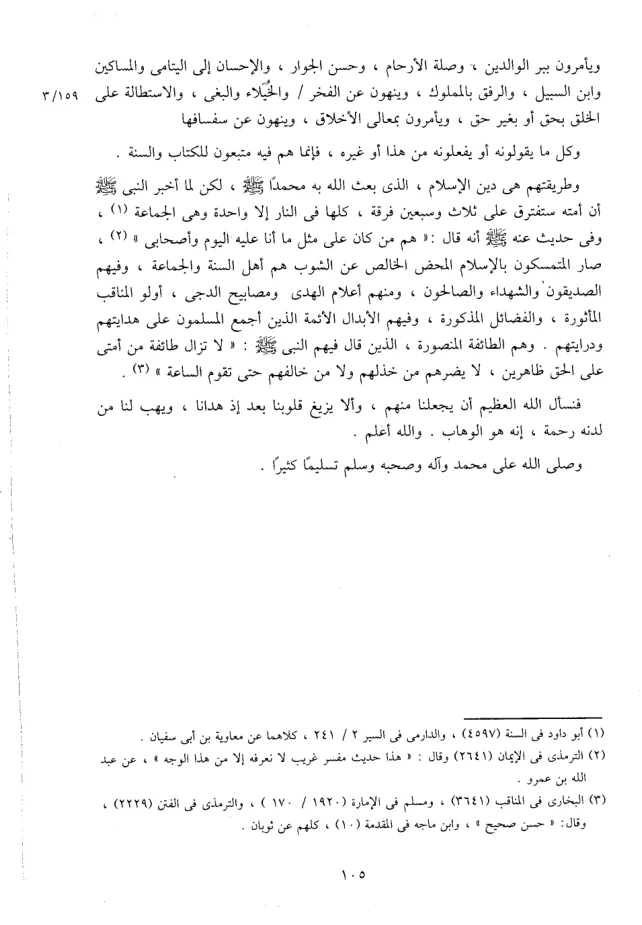 ويأمرون ببر الوالدين ، وصلة الأرحام ، وحسن الجوار ، والإحسان إلى اليتامى والمساكين
وابن السبيل ، والرفق بالمملوك ، وينهون عن الفخر / والخُيَلاء والبغى ، والاستطالة على ٣/١٥٩
الخلق بحق أو بغير حق ، ويأمرون بمعالى الأخلاق ، وينهون عن سفسافها
وكل ما يقولونه أو يفعلونه من هذا أو غيره ، فإنما هم فيه متبعون للكتاب والسنة .
وطريقتهم هى دين الإسلام ، الذى بعث الله به محمدًا ﷺ ، لكن لما أخبر النبى ﷺ
أن أمته ستفترق على ثلاث وسبعين فرقة ، كلها فى النار إلا واحدة وهى الجماعة (١) ،
وفى حديث عنه ﷺ أنه قال :« هم من كان على مثل ما أنا عليه اليوم وأصحابى » (٢) ،
صار المتمسكون بالإسلام المحض الخالص عن الشوب هم أهل السنة والجماعة ، وفيهم
الصديقون والشهداء والصالحون ، ومنهم أعلام الهدى ومصابيح الدجى ، أولو المناقب
المأثورة ، والفضائل المذكورة ، وفيهم الأبدال الأئمة الذين أجمع المسلمون على هدايتهم
ودرايتهم . وهم الطائفة المنصورة ، الذين قال فيهم النبى ﷺ : « لا تزال طائفة من أمتى
على الحق ظاهرين ، لا يضرهم من خذلهم ولا من خالفهم حتى تقوم الساعة » (٣) .
فنسأل الله العظيم أن يجعلنا منهم ، وألا يزيغ قلوبنا بعد إذ هدانا ، ويهب لنا من
لدنه رحمة ، إنه هو الوهاب . والله أعلم .
وصلى الله على محمد وآله وصحبه وسلم تسليمًا كثيرًا .
(١) أبو داود فى السنة (٤٥٩٧) ، والدارمى فى السير ٢ / ٢٤١ ، كلاهما عن معاوية بن أبى سفيان .
(٢) الترمذى فى الإيمان (٢٦٤١) وقال : « هذا حديث مفسر غريب لا نعرفه إلا من هذا الوجه » ، عن عبد
الله بن عمرو .
(٣) البخارى فى المناقب (٣٦٤١) ، ومسلم فى الإمارة (١٩٢٠ / ١٧٠ ) ، والترمذى فى الفتن (٢٢٢٩) ،
وقال: « حسن صحيح » ، وابن ماجه فى المقدمة (١٠) ، كلهم عن ثوبان .
١٠٥